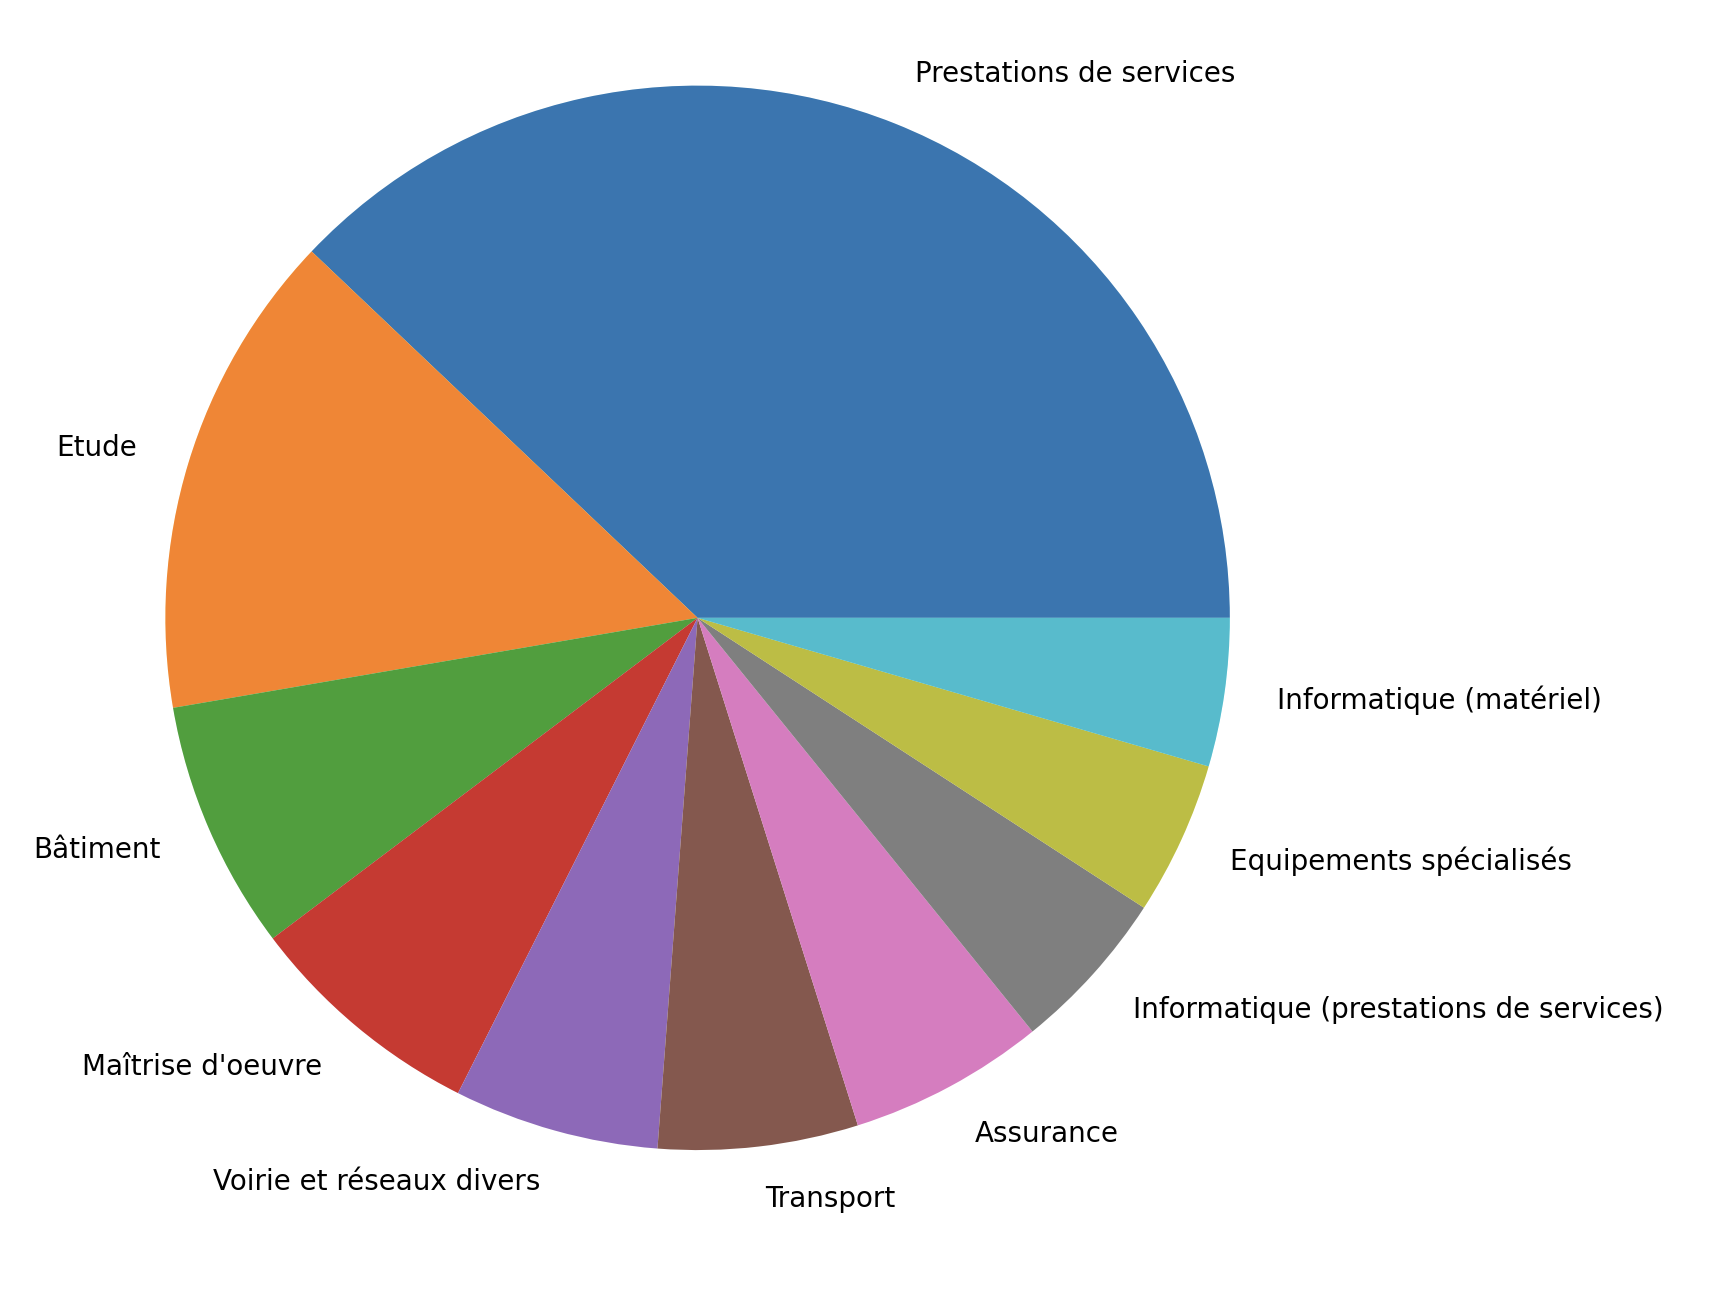 Prestations de services
Etude
Informatique (matériel)
Bâtiment
Equipements spécialisés
Informatique (prestations de services)
Maîtrise d'oeuvre
Assurance
Voirie et réseaux divers
Transport